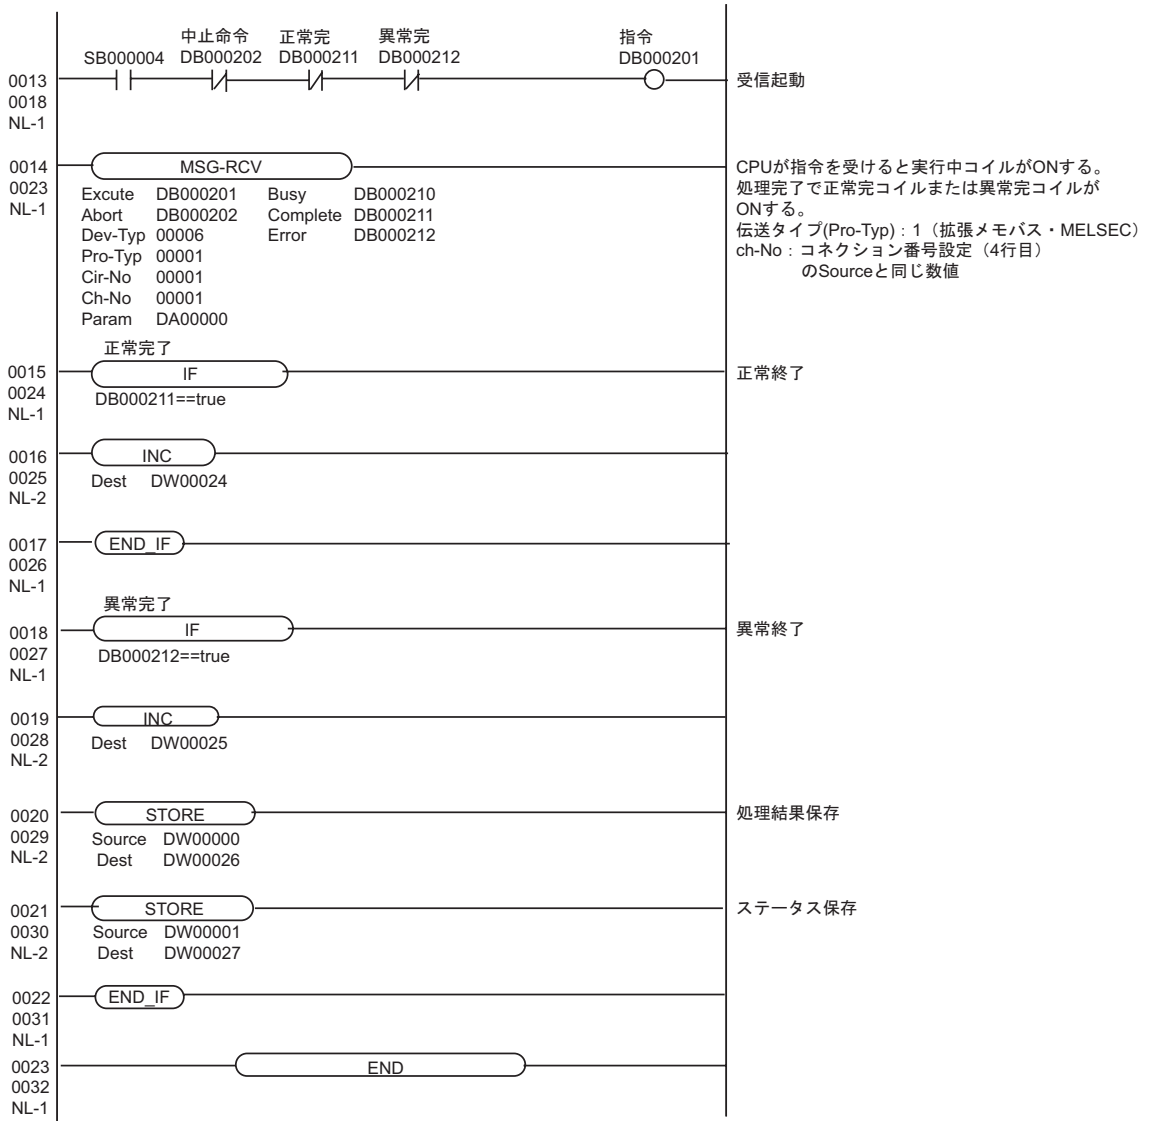 中止命令 正常完 異常完 指令
SB000004 DB000202 DB000211 DB000212 DB000201
0013 受信起動
0018
NL-1
0014 MSG-RCV CPUが指令を受けると実行中コイルがONする。
0023 Excute DB000201 Busy DB000210 処理完了で正常完コイルまたは異常完コイルが
NL-1 Abort DB000202 Complete DB000211 ONする。
Dev-Typ 00006 Error DB000212 伝送タイプ(Pro-Typ)：1（拡張メモバス・MELSEC）
Pro-Typ 00001 ch-No：コネクション番号設定（4行目）
Cir-No 00001 のSourceと同じ数値
Ch-No 00001
Param DA00000
正常完了
0015 IF 正常終了
0024 DB000211==true
NL-1
0016 INC
0025 Dest DW00024
NL-2
0017 END_IF
0026
NL-1
異常完了
0018 IF 異常終了
0027 DB000212==true
NL-1
0019 INC
0028 Dest DW00025
NL-2
0020 STORE 処理結果保存
0029 Source DW00000
NL-2 Dest DW00026
0021 STORE ステータス保存
0030 Source DW00001
NL-2 Dest DW00027
0022 END_IF
0031
NL-1
0023 END
0032
NL-1